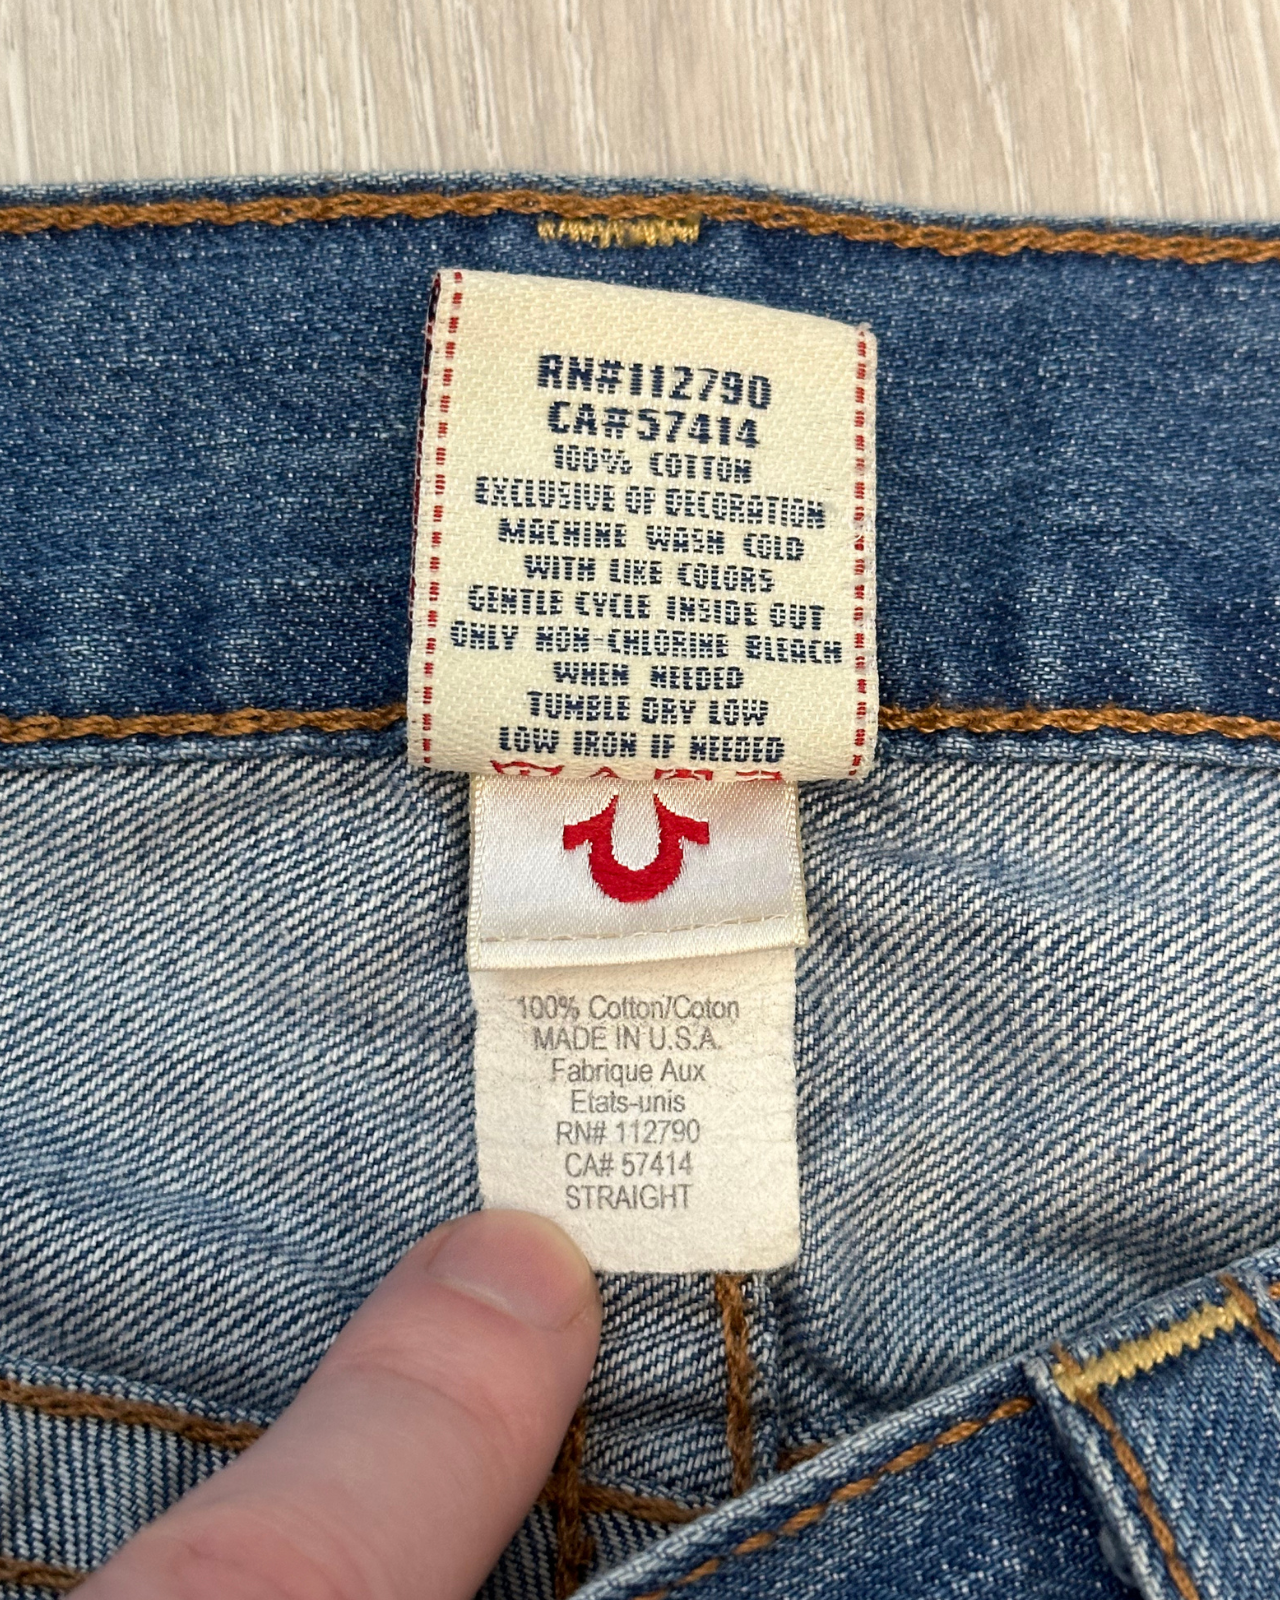 RN#112790
CA#57414
100% COTTON
EXCLUSIVE OF DECORATION
MACHINE WASH COLD
WITH LIKE COLORS
GENTLE CYCLE INSIDE OUT
ONLY NON-CHLORINE BLEACH
WHEN NEEDED
TUMBLE DRY LOW
LOW IRON IF NEEDED
100% Cotton/Coton
MADE IN U.S.A.
Fabrique Aux
Etats-unis
RN# 112790
CA# 57414
STRAIGHT